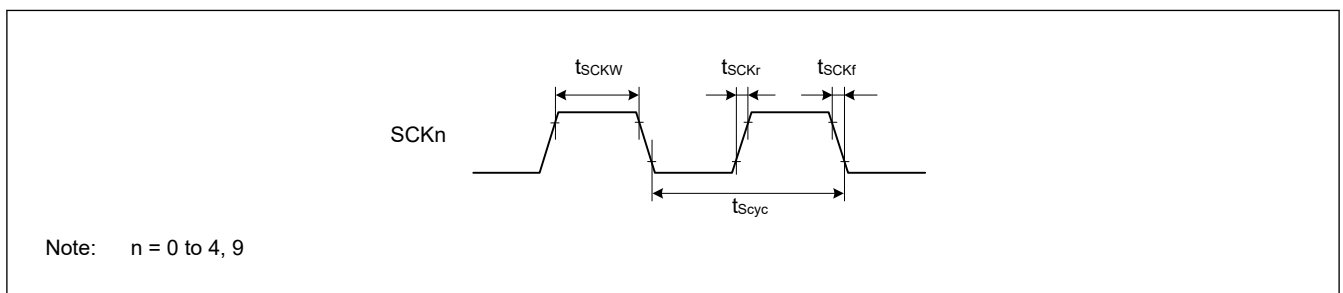 tSCKW tSCKr tSCKf
SCKn
tScyc
Note: n = 0 to 4, 9